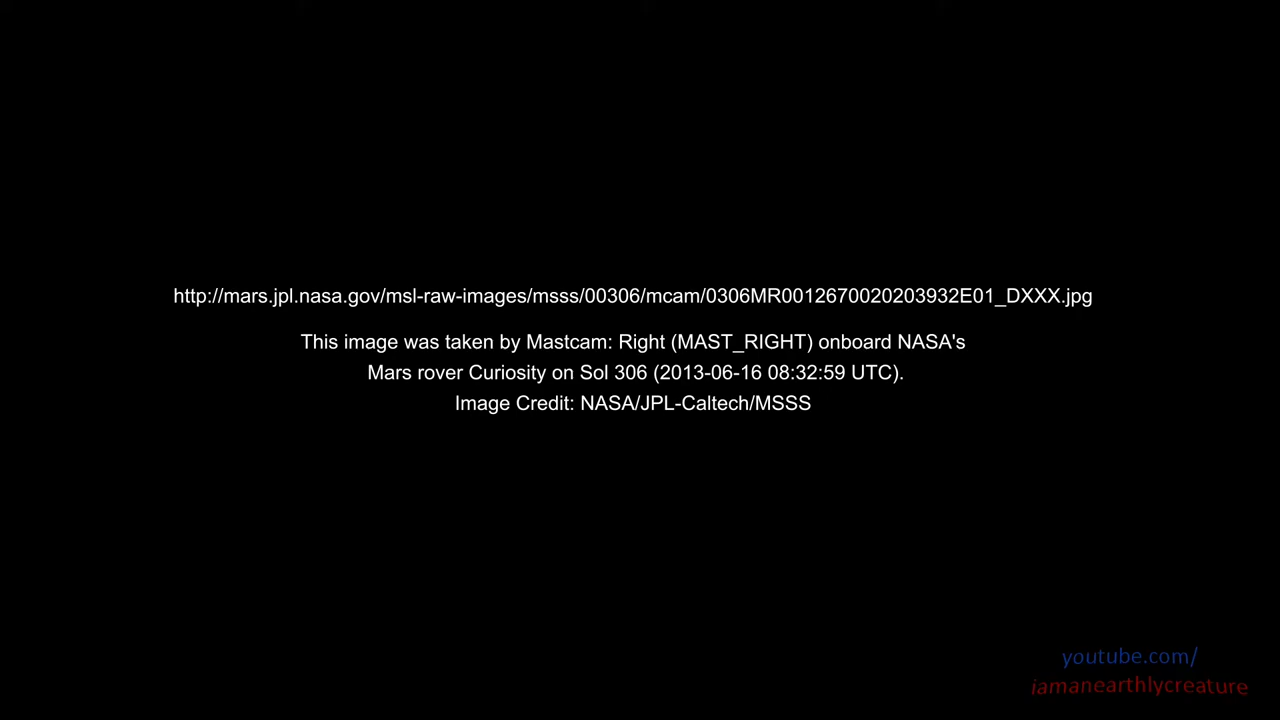 http://mars.jpl.nasa.gov/msl-raw-images/msss/00306/mcam/0306MR0012670020203932E01_DXXX.jpg
This image was taken by Mastcam: Right (MAST_RIGHT) onboard NASA's
Mars rover Curiosity on Sol 306 (2013-06-16 08:32:59 UTC).
Image Credit: NASA/JPL-Caltech/MSSS
youtube.com/
iamanearthlycreature